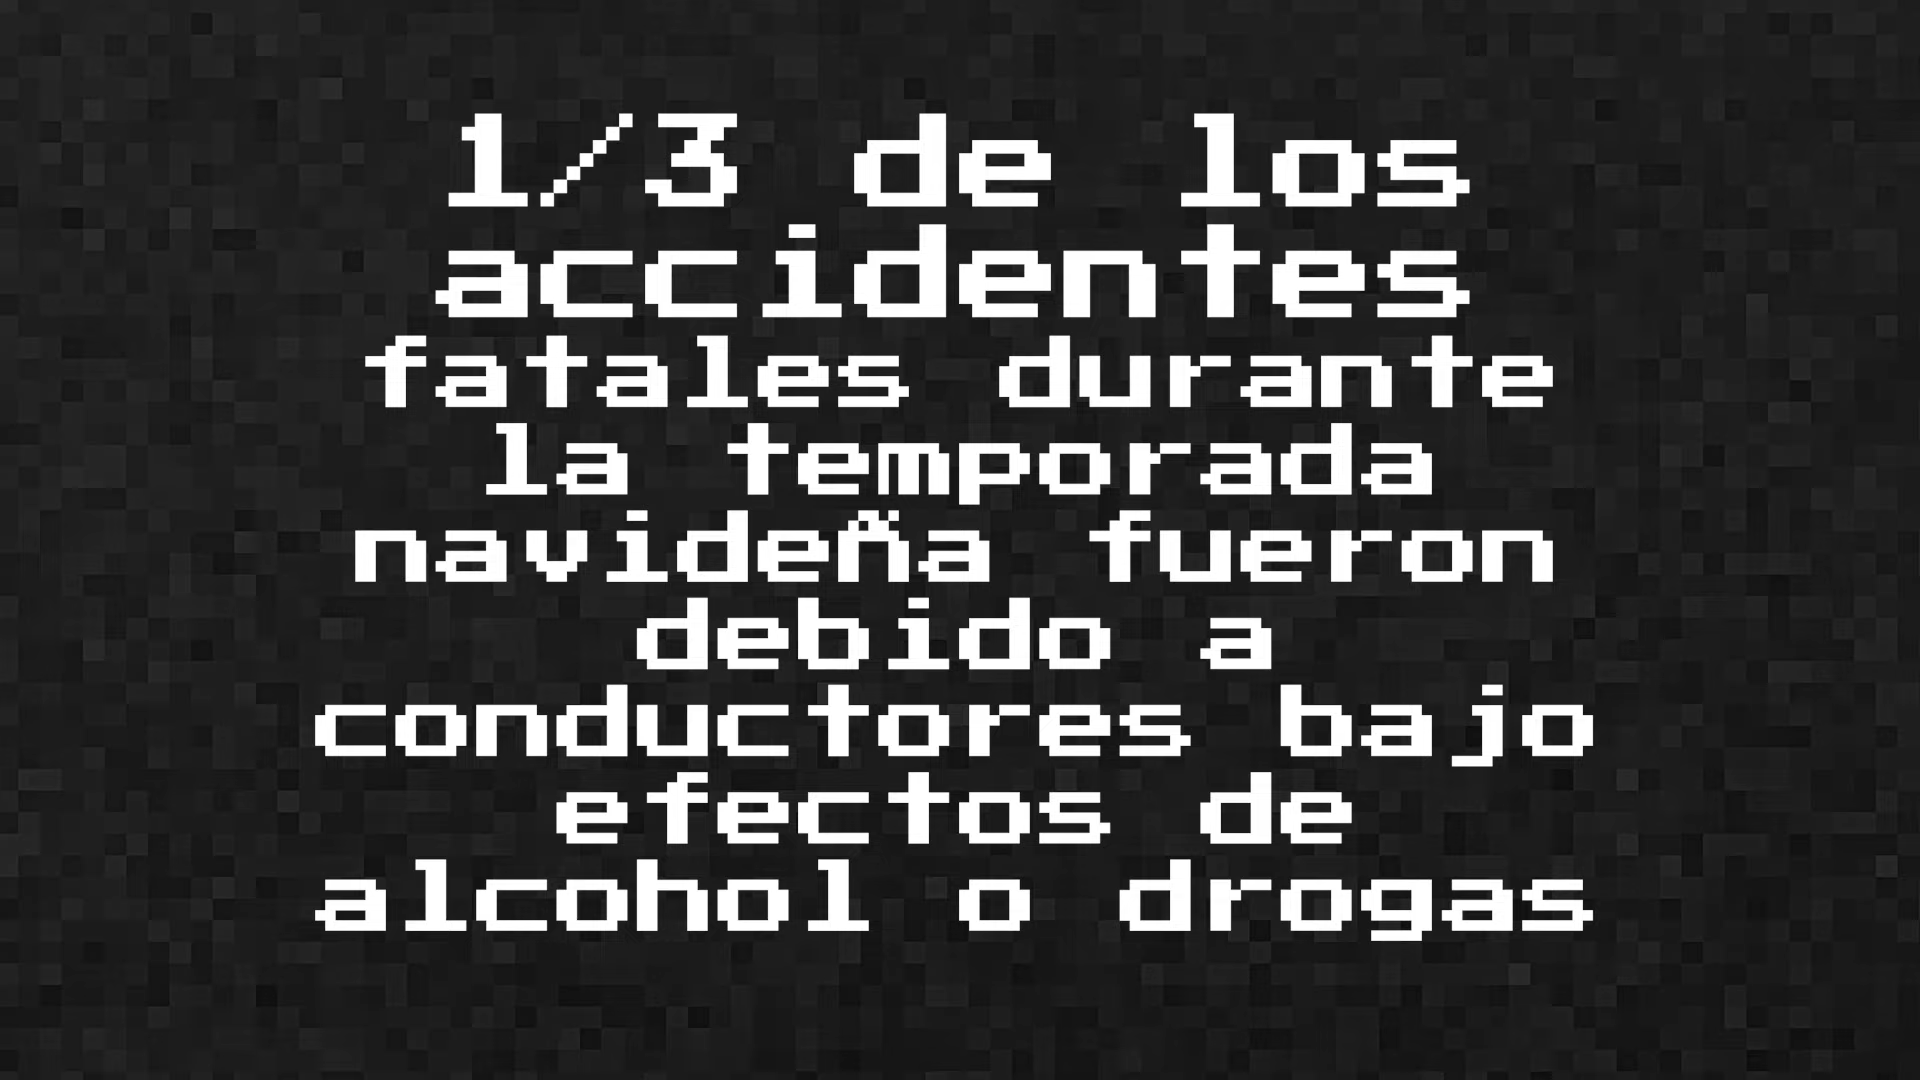 1/3 de los
accidentes
fatales durante
la temporada
navideña fueron
debido a
conductores bajo
efectos de
alcohol o drogas